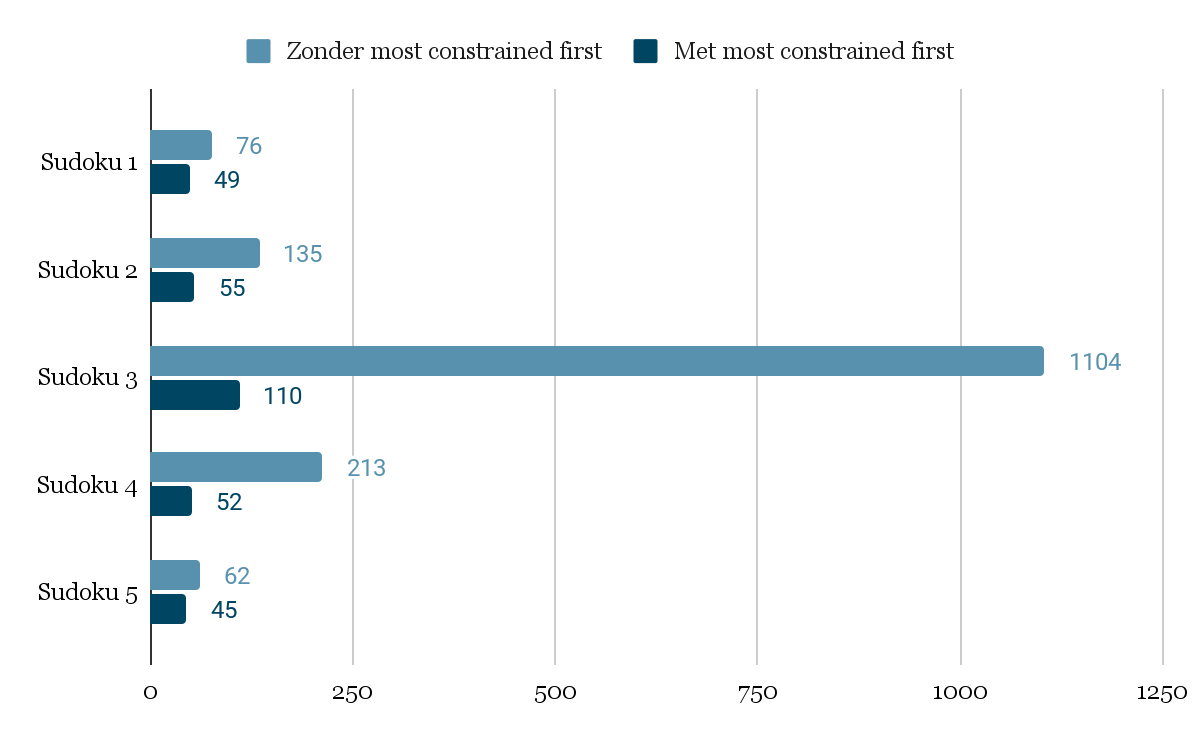 Zonder most constrained first Met most constrained first
Sudoku 1 76
49
Sudoku 2 135
55
Sudoku 3 1104
110
Sudoku 4 213
52
Sudoku 5 62
45
0 250 500 750 1000 1250